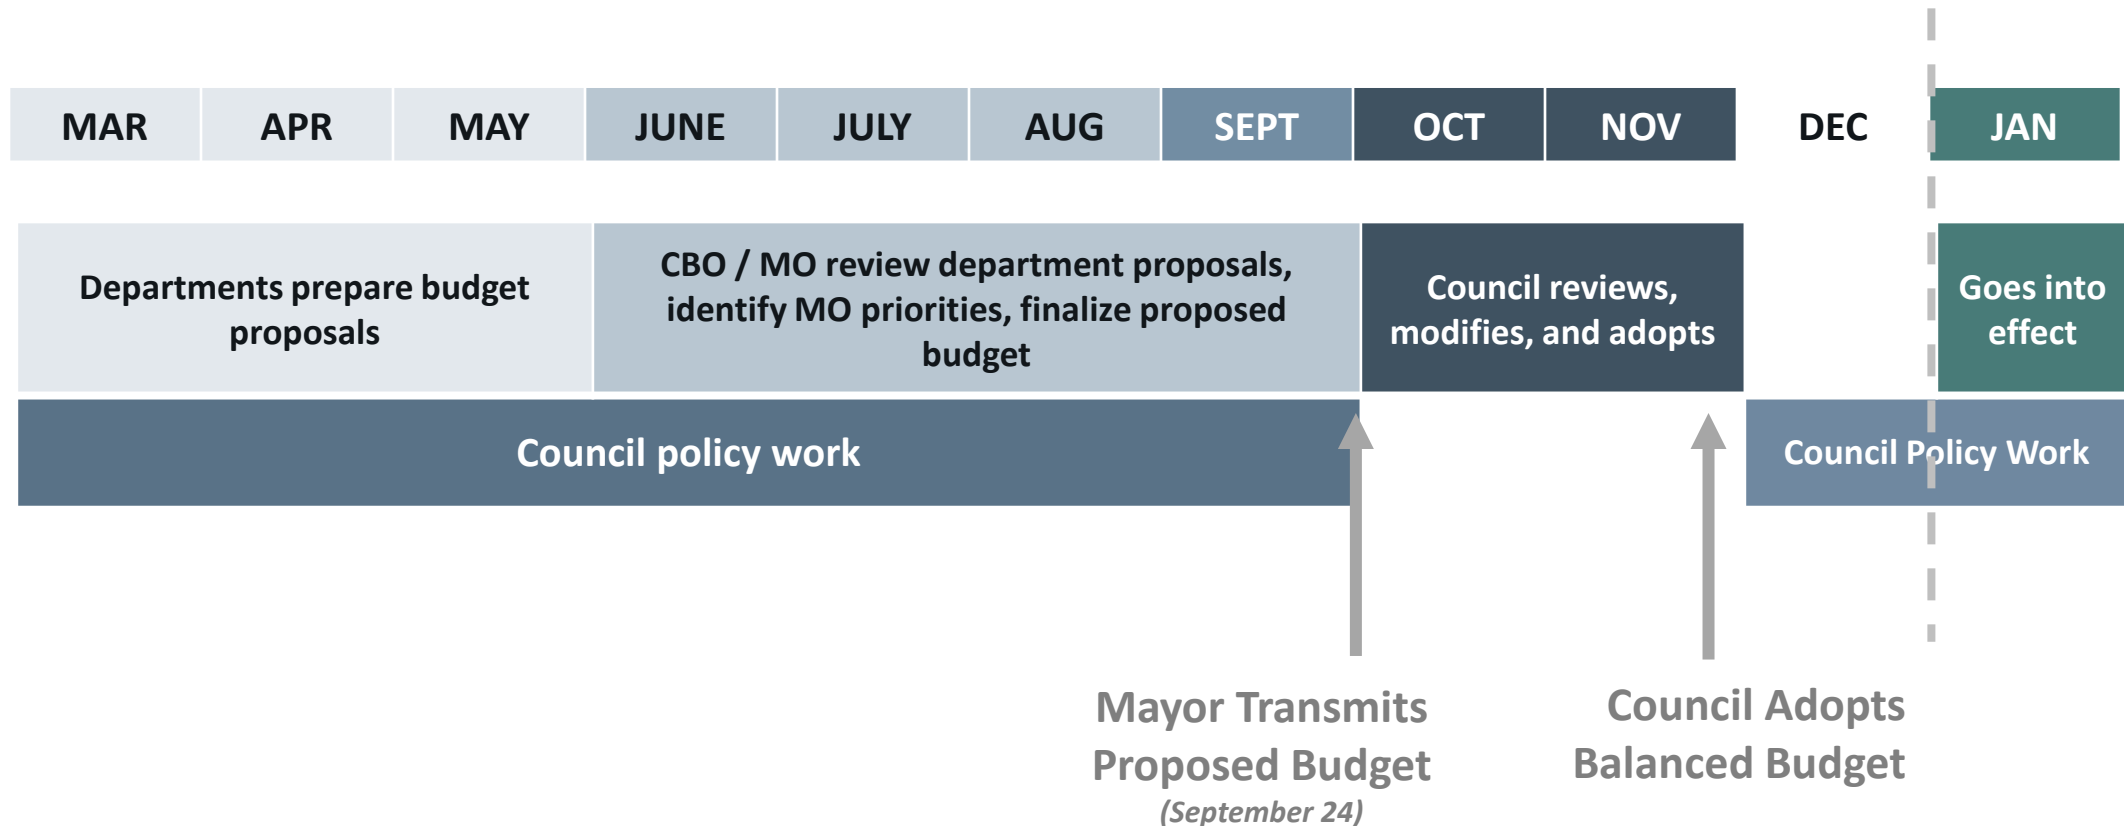 MAR APR MAY JUNE JULY AUG SEPT OCT NOV DEC JAN
Departments prepare budget
proposals
CBO / MO review department proposals,
identify MO priorities, finalize proposed
budget
Council reviews,
modifies, and adopts
Goes into
effect
Council policy work
Council Policy Work
Mayor Transmits
Proposed Budget
(September 24)
Council Adopts
Balanced Budget